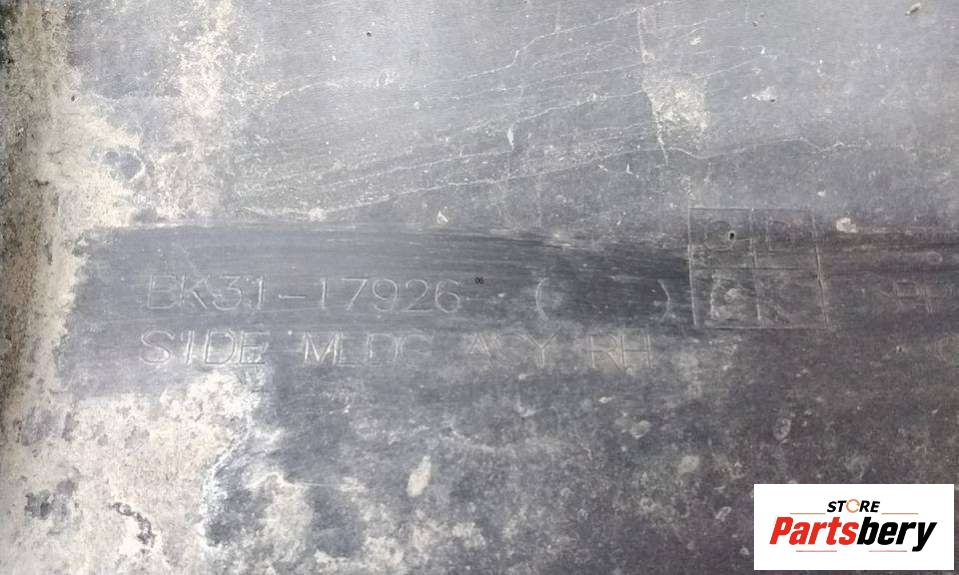 BK31-17926 ( )
SIDE MLDG ASY RH
STORE
Partsbery